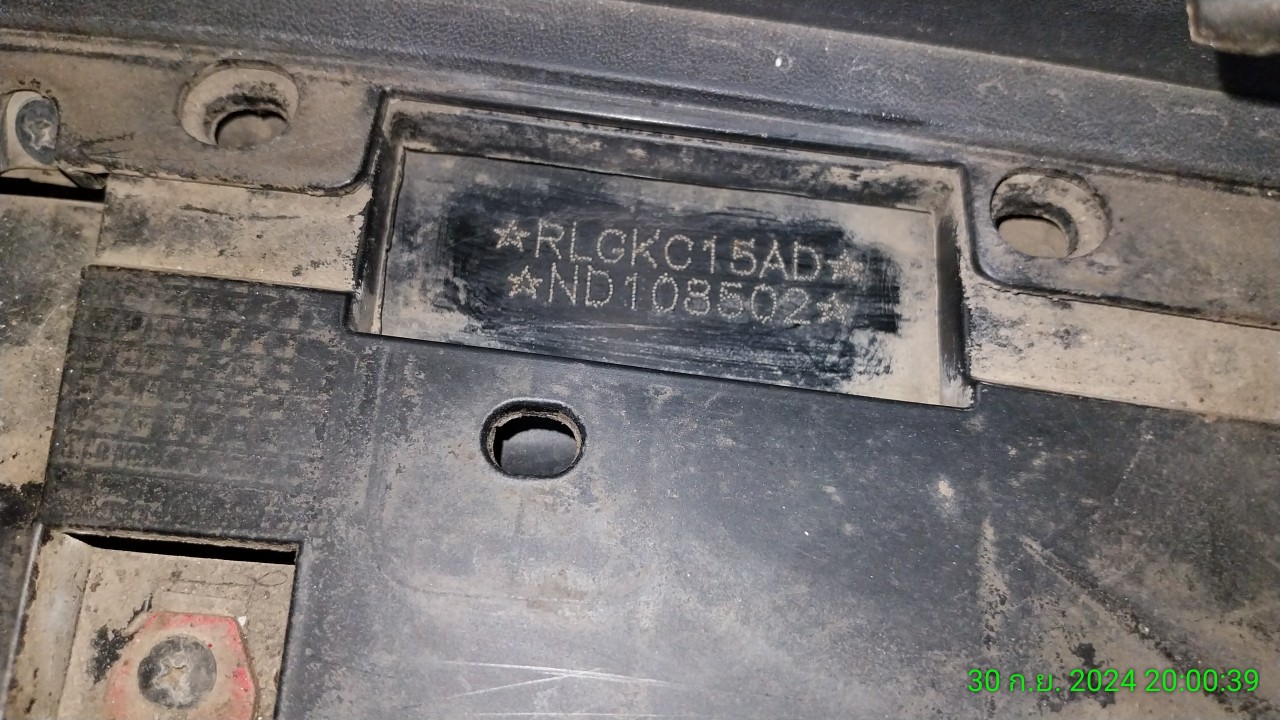 ☆RLGKC15AD☆
☆ND108502☆
30 ก.ย. 2024 20:00:39